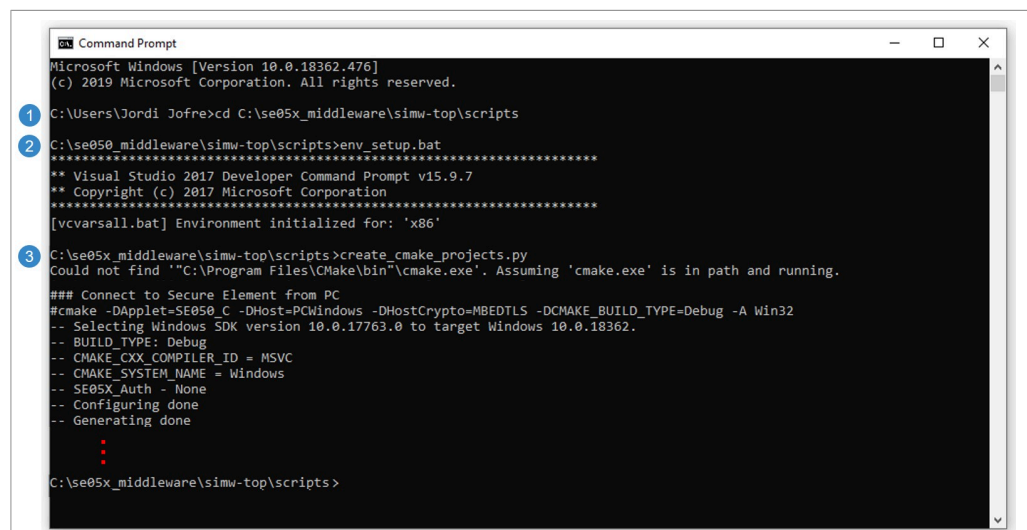 Command Prompt
Microsoft Windows [Version 10.0.18362.476]
(c) 2019 Microsoft Corporation. All rights reserved.
1 C:\Users\Jordi Jofre>cd C:\se05x_middleware\simw-top\scripts
2 C:\se050_middleware\simw-top\scripts>env_setup.bat
**********************************************************************
** Visual Studio 2017 Developer Command Prompt v15.9.7
** Copyright (c) 2017 Microsoft Corporation
**********************************************************************
[vcvarsall.bat] Environment initialized for: 'x86'
3 C:\se05x_middleware\simw-top\scripts>create_cmake_projects.py
Could not find '"C:\Program Files\CMake\bin"\cmake.exe'. Assuming 'cmake.exe' is in path and running.
### Connect to Secure Element from PC
#cmake -DApplet=SE050_C -DHost=PCWindows -DHostCrypto=MBEDTLS -DCMAKE_BUILD_TYPE=Debug -A Win32
-- Selecting Windows SDK version 10.0.17763.0 to target Windows 10.0.18362.
-- BUILD_TYPE: Debug
-- CMAKE_CXX_COMPILER_ID = MSVC
-- CMAKE_SYSTEM_NAME = Windows
-- SE05X_Auth - None
-- Configuring done
-- Generating done
C:\se05x_middleware\simw-top\scripts>